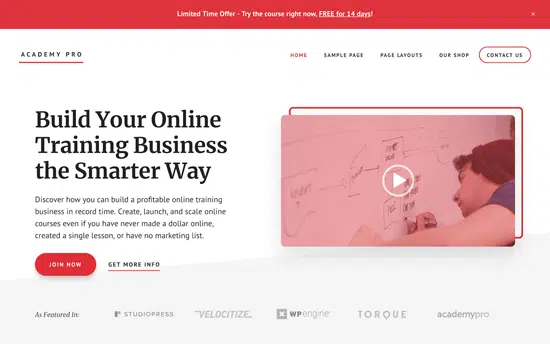 Limited Time Offer - Try the course right now, FREE for 14 days!
×
ACADEMY PRO
HOME SAMPLE PAGE PAGE LAYOUTS OUR SHOP CONTACT US
Build Your Online
Training Business
the Smarter Way
Discover how you can build a profitable online training
business in record time. Create, launch, and scale online
courses even if you have never made a dollar online,
created a single lesson, or have no marketing list.
JOIN NOW GET MORE INFO
As Featured In: STUDIOPRESS VELOCITIZE WPengine TORQUE academypro